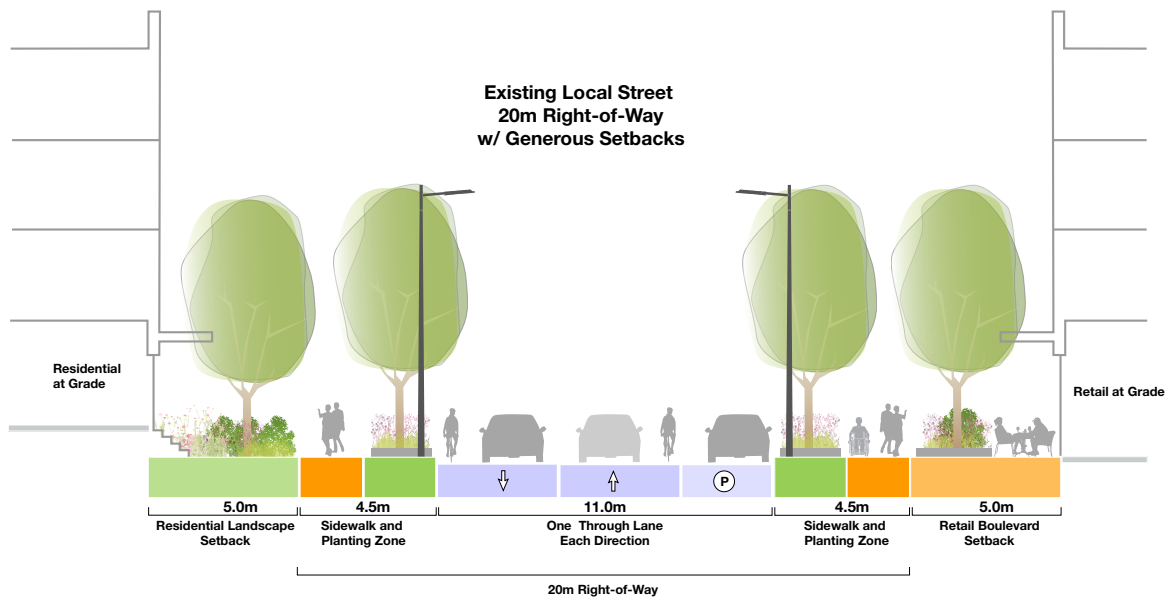 Existing Local Street
20m Right-of-Way
w/ Generous Setbacks
Residential
at Grade
Retail at Grade
P
5.0m
4.5m
11.0m
4.5m
5.0m
Residential Landscape
Setback
Sidewalk and
Planting Zone
One Through Lane
Each Direction
Sidewalk and
Planting Zone
Retail Boulevard
Setback
20m Right-of-Way